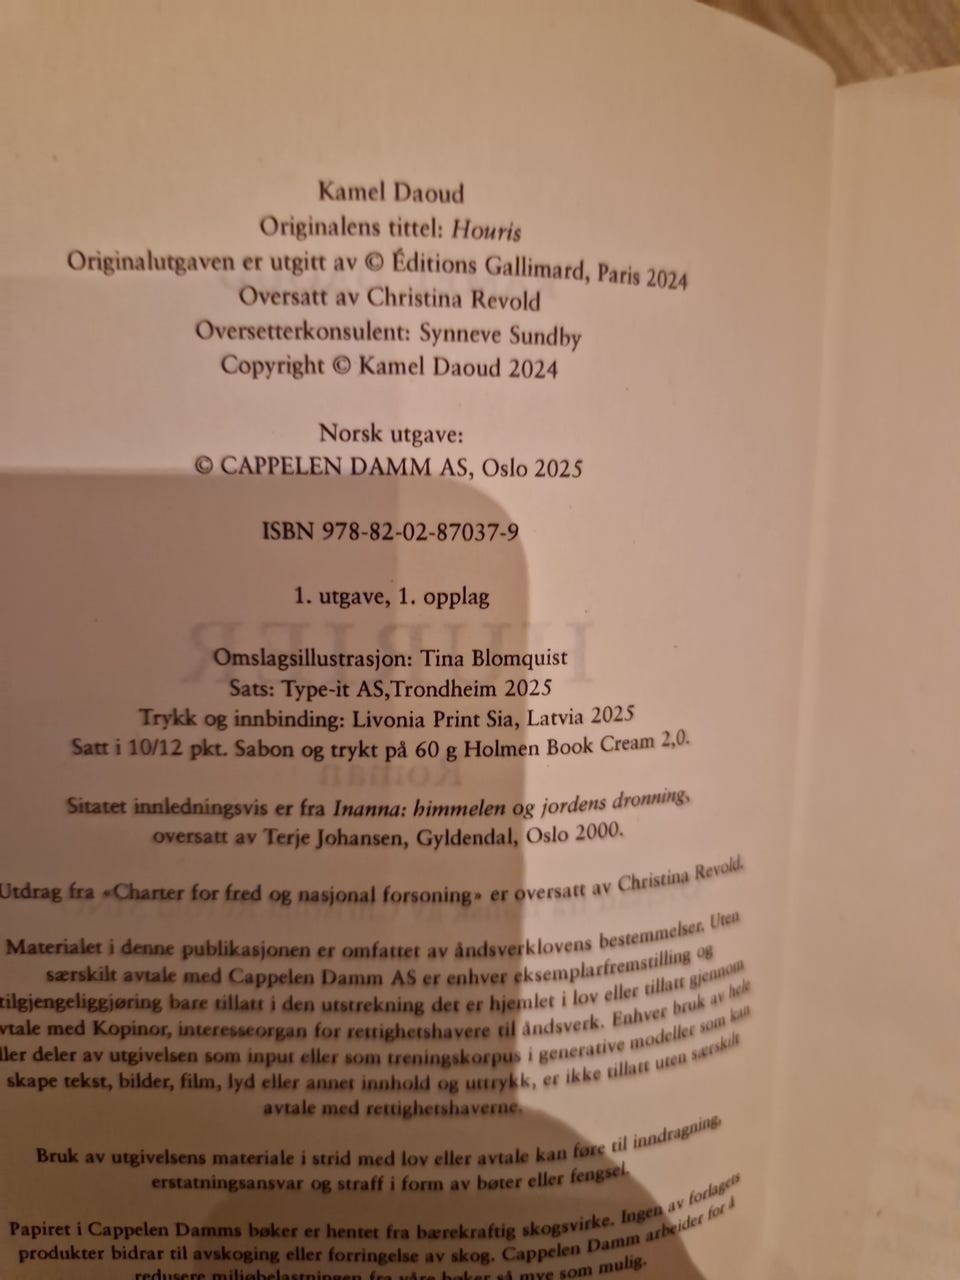 Kamel Daoud
Originalens tittel: Houris
Originalutgaven er utgitt av © Éditions Gallimard, Paris 2024
Oversatt av Christina Revold
Oversetterkonsulent: Synneve Sundby
Copyright © Kamel Daoud 2024
Norsk utgave:
© CAPPELEN DAMM AS, Oslo 2025
ISBN 978-82-02-87037-9
1. utgave, 1. opplag
Omslagsillustrasjon: Tina Blomquist
Sats: Type-it AS,Trondheim 2025
Trykk og innbinding: Livonia Print Sia, Latvia 2025
Satt i 10/12 pkt. Sabon og trykt på 60 g Holmen Book Cream 2,0.
Sitatet innledningsvis er fra Inanna: himmelen og jordens dronning,
oversatt av Terje Johansen, Gyldendal, Oslo 2000.
Utdrag fra «Charter for fred og nasjonal forsoning» er oversatt av Christina Revold.
Materialet i denne publikasjonen er omfattet av åndsverklovens bestemmelser. Uten
særskilt avtale med Cappelen Damm AS er enhver eksemplarfremstilling og
tilgjengeliggjøring bare tillatt i den utstrekning det er hjemlet i lov eller tillatt gjennom
vtale med Kopinor, interesseorgan for rettighetshavere til åndsverk. Enhver bruk av hele
ller deler av utgivelsen som input eller som treningskorpus i generative modeller som kan
skape tekst, bilder, film, lyd eller annet innhold og uttrykk, er ikke tillatt uten særskilt
avtale med rettighetshaverne.
Bruk av utgivelsens materiale i strid med lov eller avtale kan føre til inndragning,
erstatningsansvar og straff i form av bøter eller fengsel.
Papiret i Cappelen Damms bøker er hentet fra bærekraftig skogsvirke. Ingen av forlagets
produkter bidrar til avskoging eller forringelse av skog. Cappelen Damm arbeider for å
redusere miljøbelastningen fra våre bøker så mye som mulig.